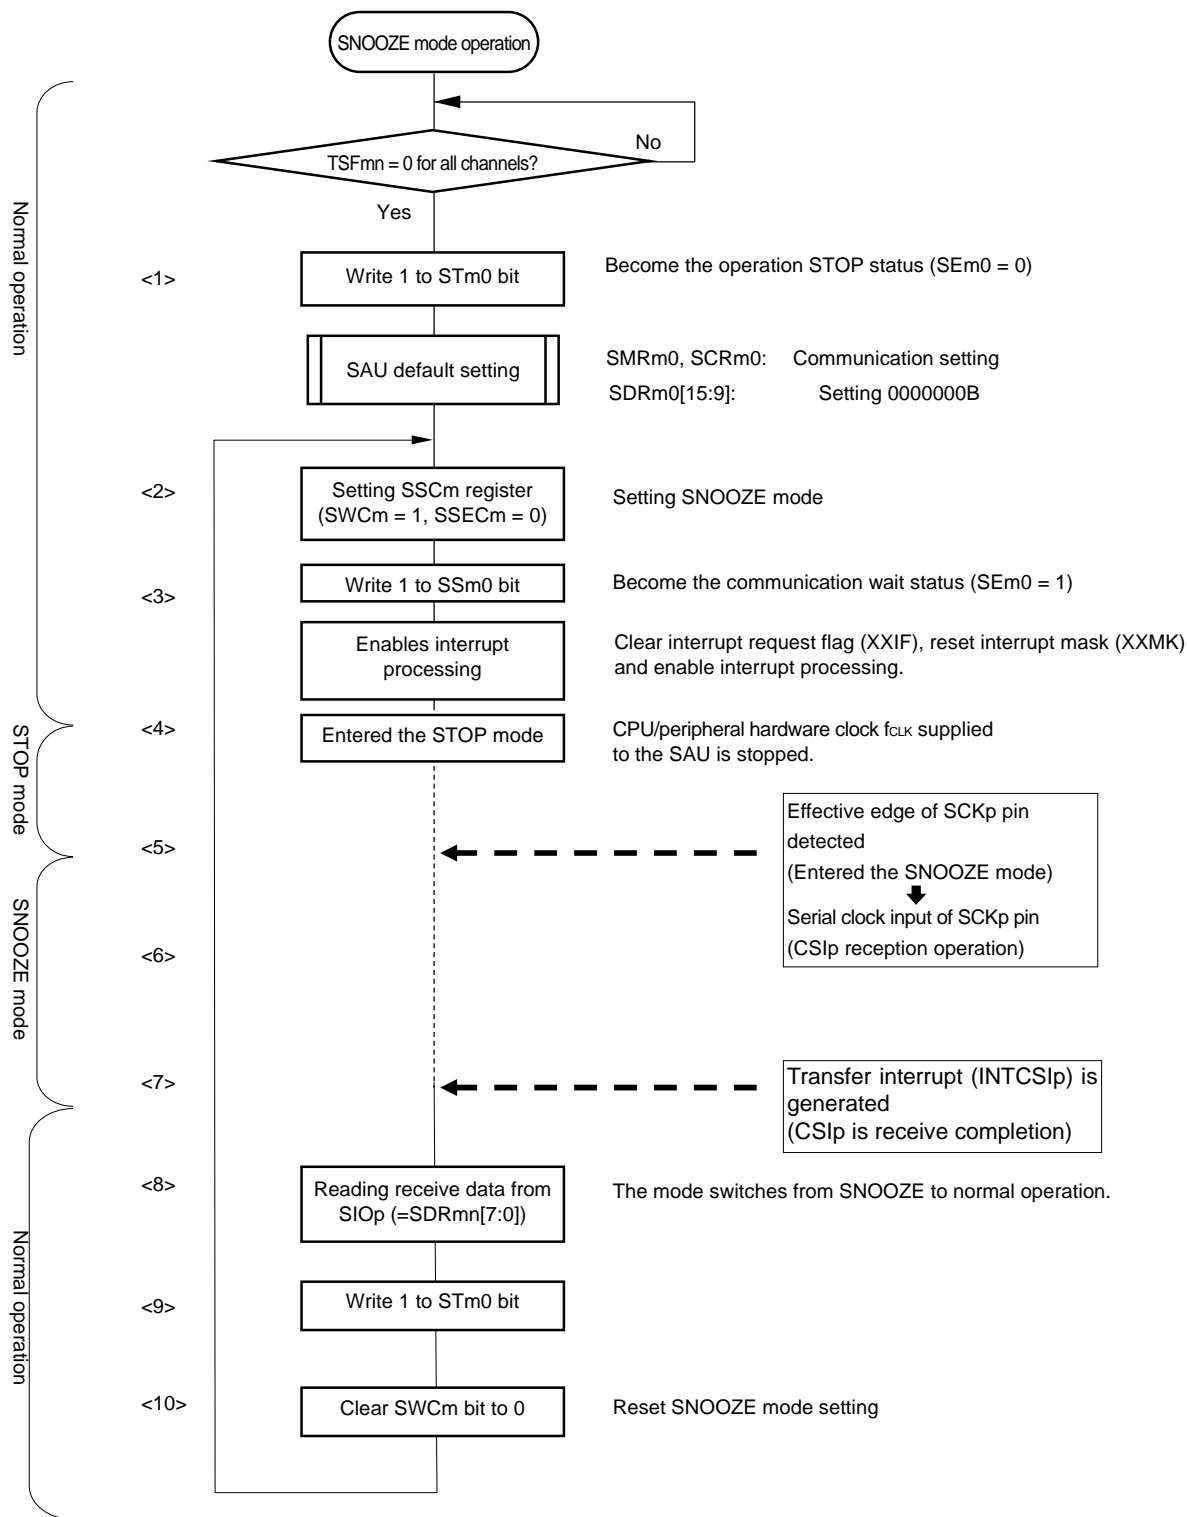 SNOOZE mode operation
No
TSFmn = 0 for all channels?
Yes
Normal operation
<1>
Write 1 to STm0 bit
Become the operation STOP status (SEm0 = 0)
SAU default setting
SMRm0, SCRm0: Communication setting
SDRm0[15:9]: Setting 0000000B
<2>
Setting SSCm register
(SWCm = 1, SSECm = 0)
Setting SNOOZE mode
<3>
Write 1 to SSm0 bit
Become the communication wait status (SEm0 = 1)
Enables interrupt
processing
Clear interrupt request flag (XXIF), reset interrupt mask (XXMK)
and enable interrupt processing.
<4>
Entered the STOP mode
CPU/peripheral hardware clock fCLK supplied
to the SAU is stopped.
STOP mode
<5>
Effective edge of SCKp pin
detected
(Entered the SNOOZE mode)
Serial clock input of SCKp pin
(CSIp reception operation)
SNOOZE mode
<6>
<7>
Transfer interrupt (INTCSIp) is
generated
(CSIp is receive completion)
<8>
Reading receive data from
SIOp (=SDRmn[7:0])
The mode switches from SNOOZE to normal operation.
Normal operation
<9>
Write 1 to STm0 bit
<10>
Clear SWCm bit to 0
Reset SNOOZE mode setting